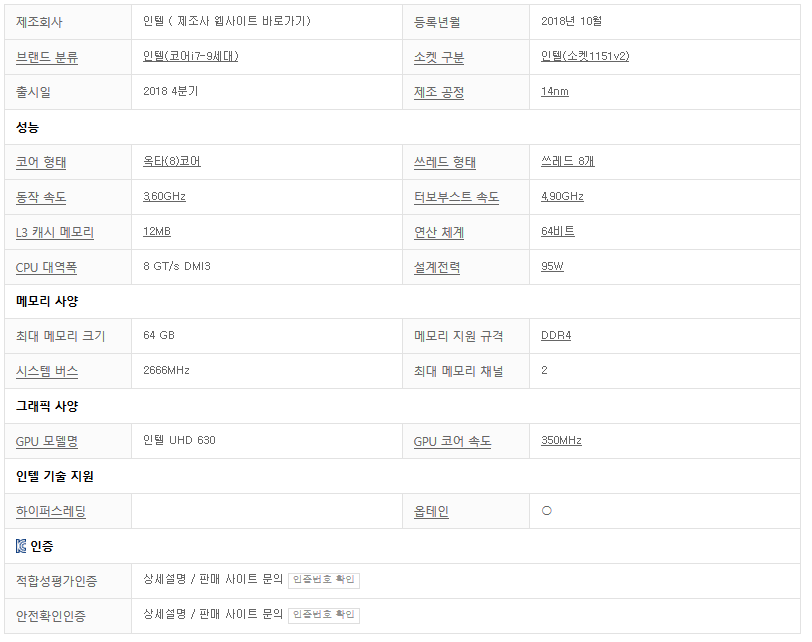 제조회사 인텔 ( 제조사 웹사이트 바로가기) 등록년월 2018년 10월
브랜드 분류 인텔(코어i7-9세대) 소켓 구분 인텔(소켓1151v2)
출시일 2018 4분기 제조 공정 14nm
성능
코어 형태 옥타(8)코어 쓰레드 형태 쓰레드 8개
동작 속도 3.60GHz 터보부스트 속도 4.90GHz
L3 캐시 메모리 12MB 연산 체계 64비트
CPU 대역폭 8 GT/s DMI3 설계전력 95W
메모리 사양
최대 메모리 크기 64 GB 메모리 지원 규격 DDR4
시스템 버스 2666MHz 최대 메모리 채널 2
그래픽 사양
GPU 모델명 인텔 UHD 630 GPU 코어 속도 350MHz
인텔 기술 지원
하이퍼스레딩 옵테인 ○
KC 인증
적합성평가인증 상세설명 / 판매 사이트 문의 인증번호 확인
안전확인인증 상세설명 / 판매 사이트 문의 인증번호 확인